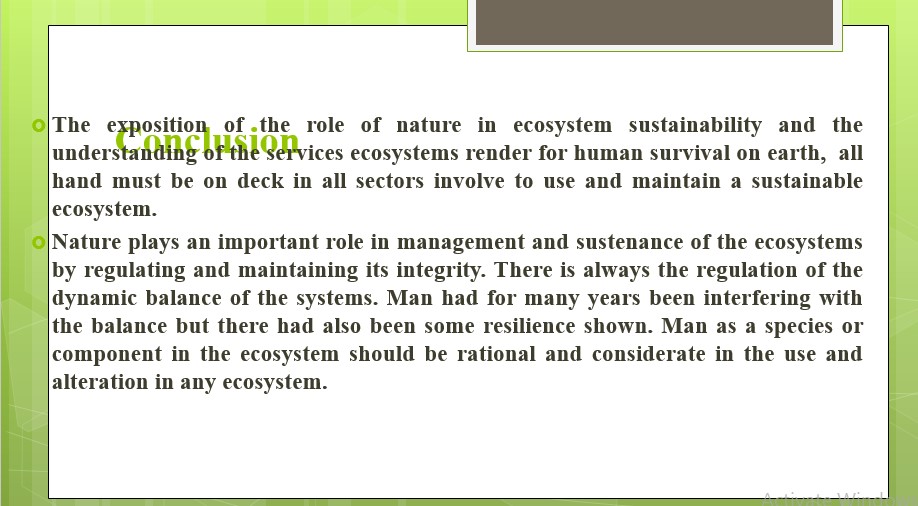 Conclusion
The exposition of the role of nature in ecosystem sustainability and the
understanding of the services ecosystems render for human survival on earth, all
hand must be on deck in all sectors involve to use and maintain a sustainable
ecosystem.
Nature plays an important role in management and sustenance of the ecosystems
by regulating and maintaining its integrity. There is always the regulation of the
dynamic balance of the systems. Man had for many years been interfering with
the balance but there had also been some resilience shown. Man as a species or
component in the ecosystem should be rational and considerate in the use and
alteration in any ecosystem.